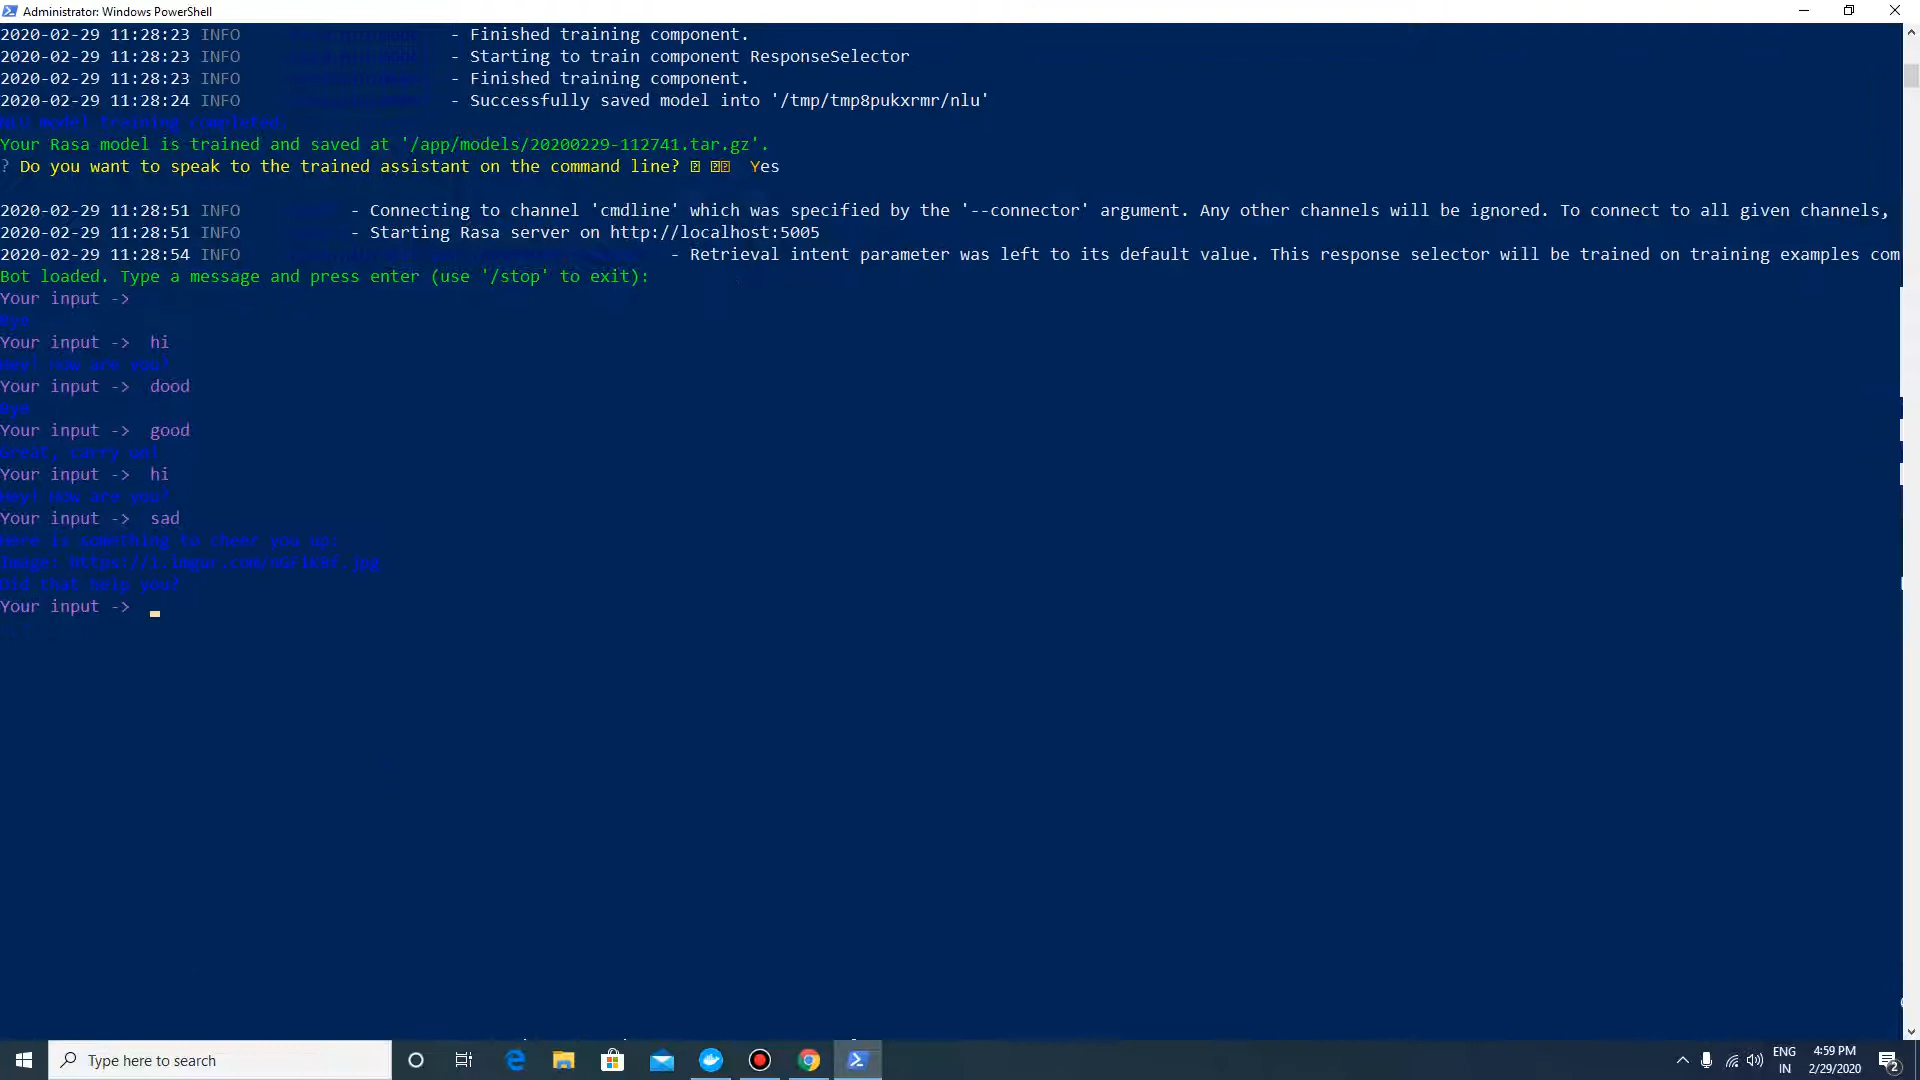 Administrator: Windows PowerShell
2020-02-29 11:28:23 INFO - Finished training component.
2020-02-29 11:28:23 INFO - Starting to train component ResponseSelector
2020-02-29 11:28:23 INFO - Finished training component.
2020-02-29 11:28:24 INFO - Successfully saved model into '/tmp/tmp8pukxrmr/nlu'
NLU model training completed.
Your Rasa model is trained and saved at '/app/models/20200229-112741.tar.gz'.
? Do you want to speak to the trained assistant on the command line? Yes
2020-02-29 11:28:51 INFO - Connecting to channel 'cmdline' which was specified by the '--connector' argument. Any other channels will be ignored. To connect to all given channels,
2020-02-29 11:28:51 INFO - Starting Rasa server on http://localhost:5005
2020-02-29 11:28:54 INFO - Retrieval intent parameter was left to its default value. This response selector will be trained on training examples com
Bot loaded. Type a message and press enter (use '/stop' to exit):
Your input ->
Bye
Your input -> hi
Hey! How are you?
Your input -> dood
Bye
Your input -> good
Great, carry on!
Your input -> hi
Hey! How are you?
Your input -> sad
Here is something to cheer you up:
Image: https://i.imgur.com/nGF1K8f.jpg
Did that help you?
Your input ->
Type here to search
ENG
4:59 PM
IN
2/29/2020
2